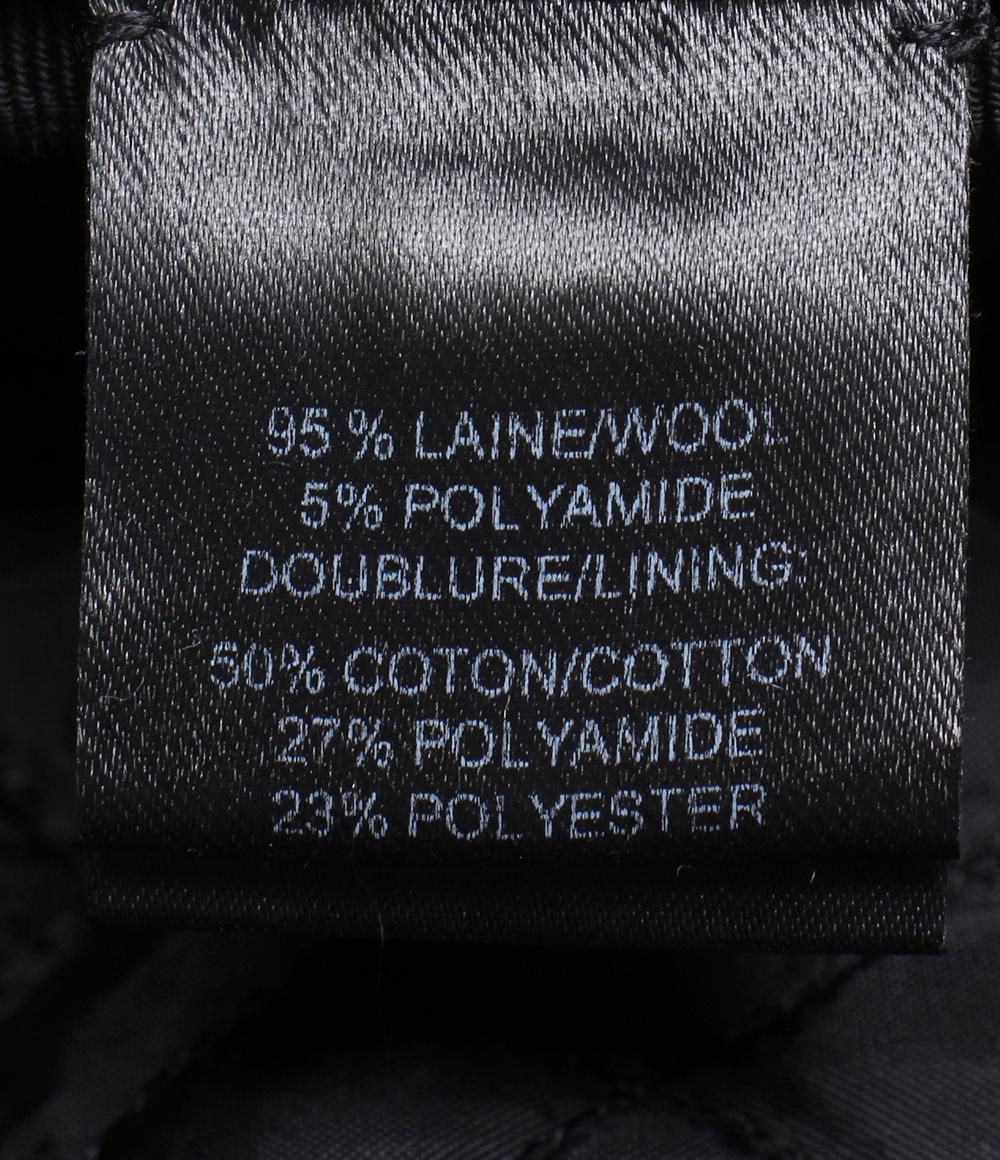 95% LAINE/WOOL
5% POLYAMIDE
DOUBLURE/LINING:
50% COTON/COTTON
27% POLYAMIDE
23% POLYESTER